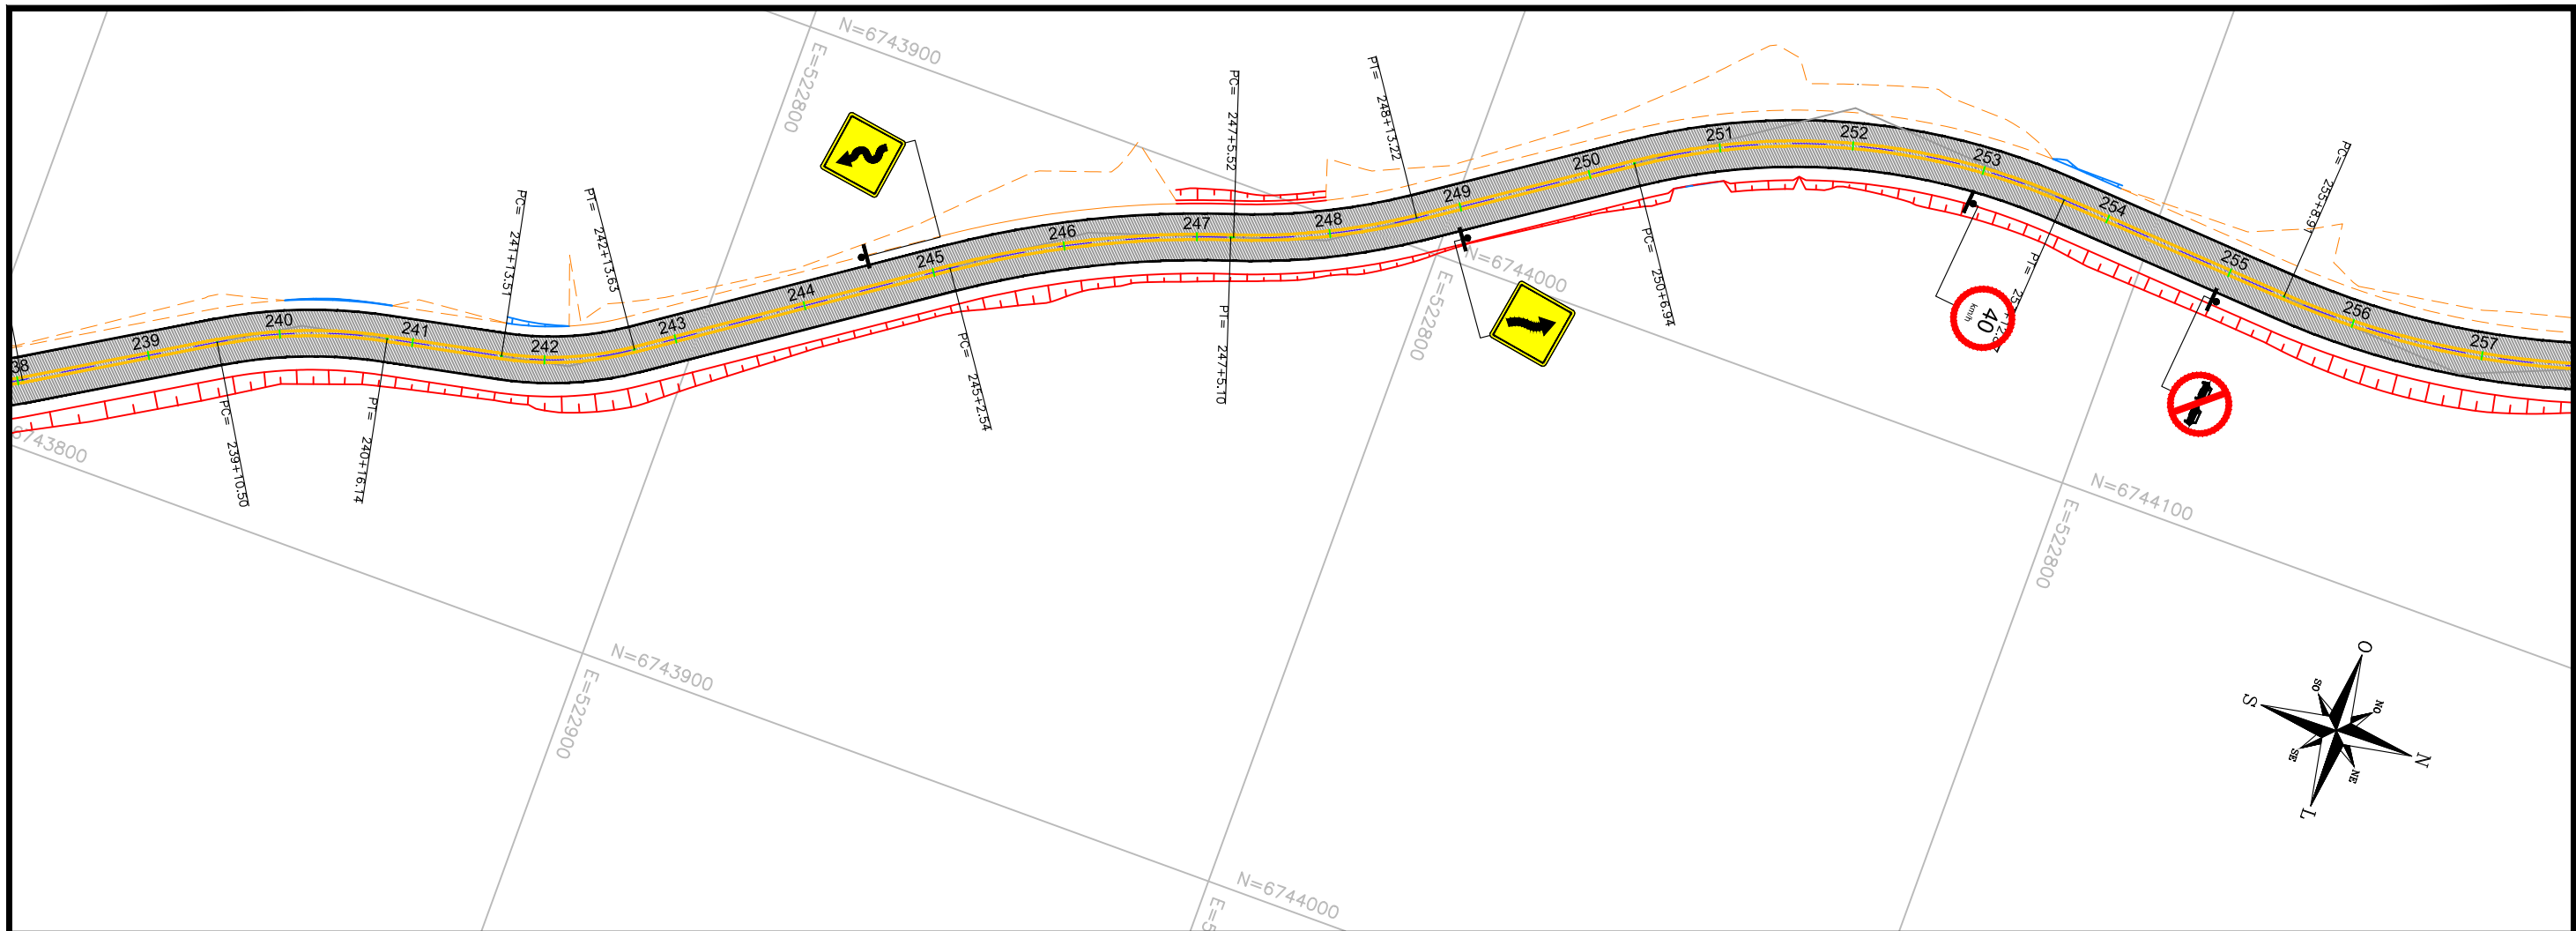 N=6743900
E=522800
PC= 247+5.52
PT= 248+13.22
PC= 241+13.51
PT= 242+13.63
PC= 255+8.91
38
239
240
241
242
243
244
245
246
247
248
249
250
251
252
253
254
255
256
257
PC= 239+10.50
PT= 240+16.14
PC= 245+2.54
PT= 247+5.10
PC= 250+6.94
PT=
40
km/h
N=6744000
E=522800
6743800
N=6744100
E=522800
N=6743900
E=522900
N=6744000
E=5
O
SO
NO
S
N
SE
NE
L